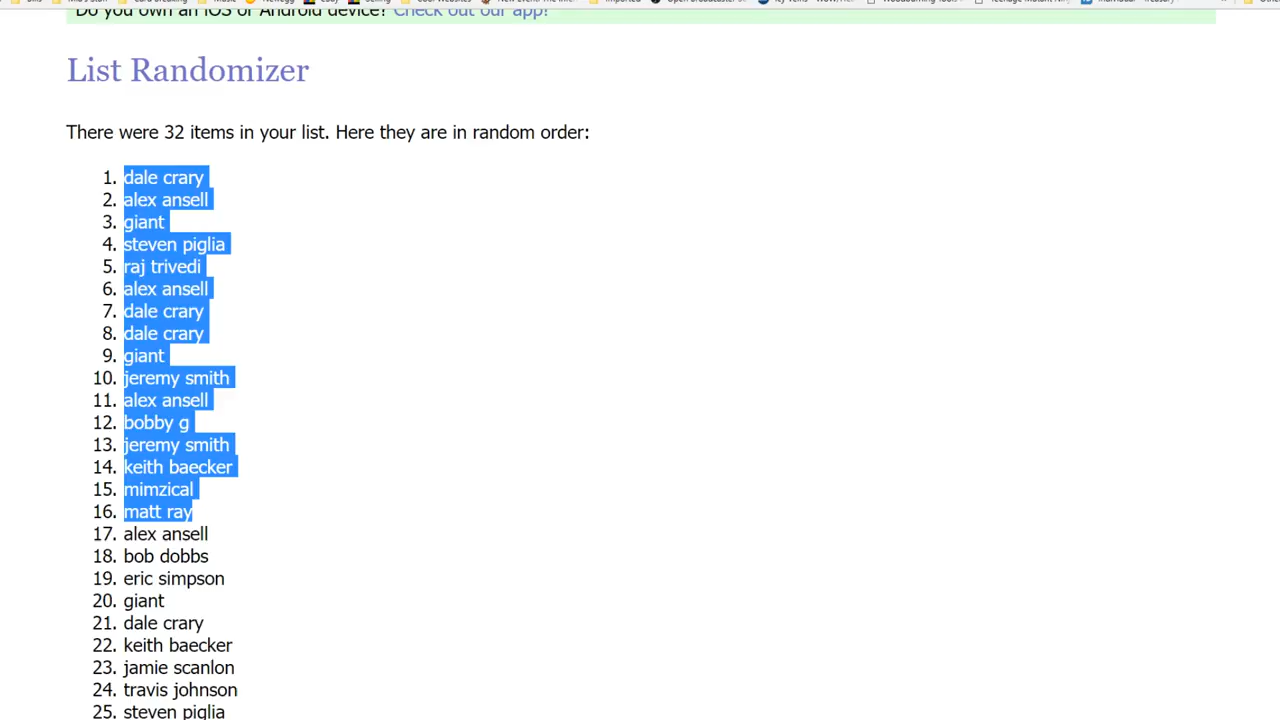 Do you own an iOS or Android device? Check out our app!
List Randomizer
There were 32 items in your list. Here they are in random order:
1. dale crary
2. alex ansell
3. giant
4. steven piglia
5. raj trivedi
6. alex ansell
7. dale crary
8. dale crary
9. giant
10. jeremy smith
11. alex ansell
12. bobby g
13. jeremy smith
14. keith baecker
15. mimzical
16. matt ray
17. alex ansell
18. bob dobbs
19. eric simpson
20. giant
21. dale crary
22. keith baecker
23. jamie scanlon
24. travis johnson
25. steven piglia